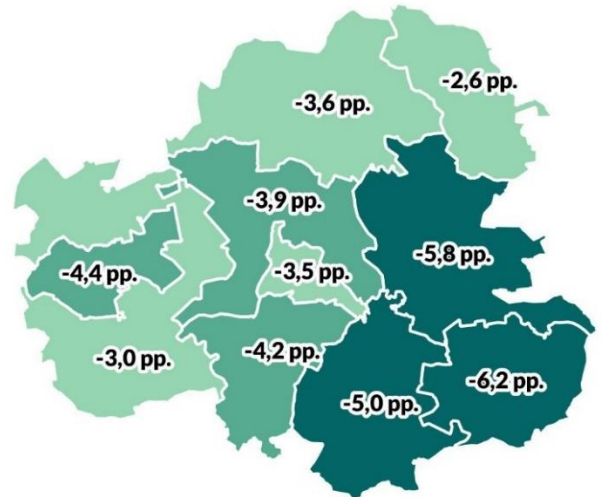 -2,6 pp.
-3,6 pp.
-3,9 pp.
-5,8 pp.
-4,4 pp.
-3,5 pp.
-3,0 pp.
-4,2 pp.
-6,2 pp.
-5,0 pp.